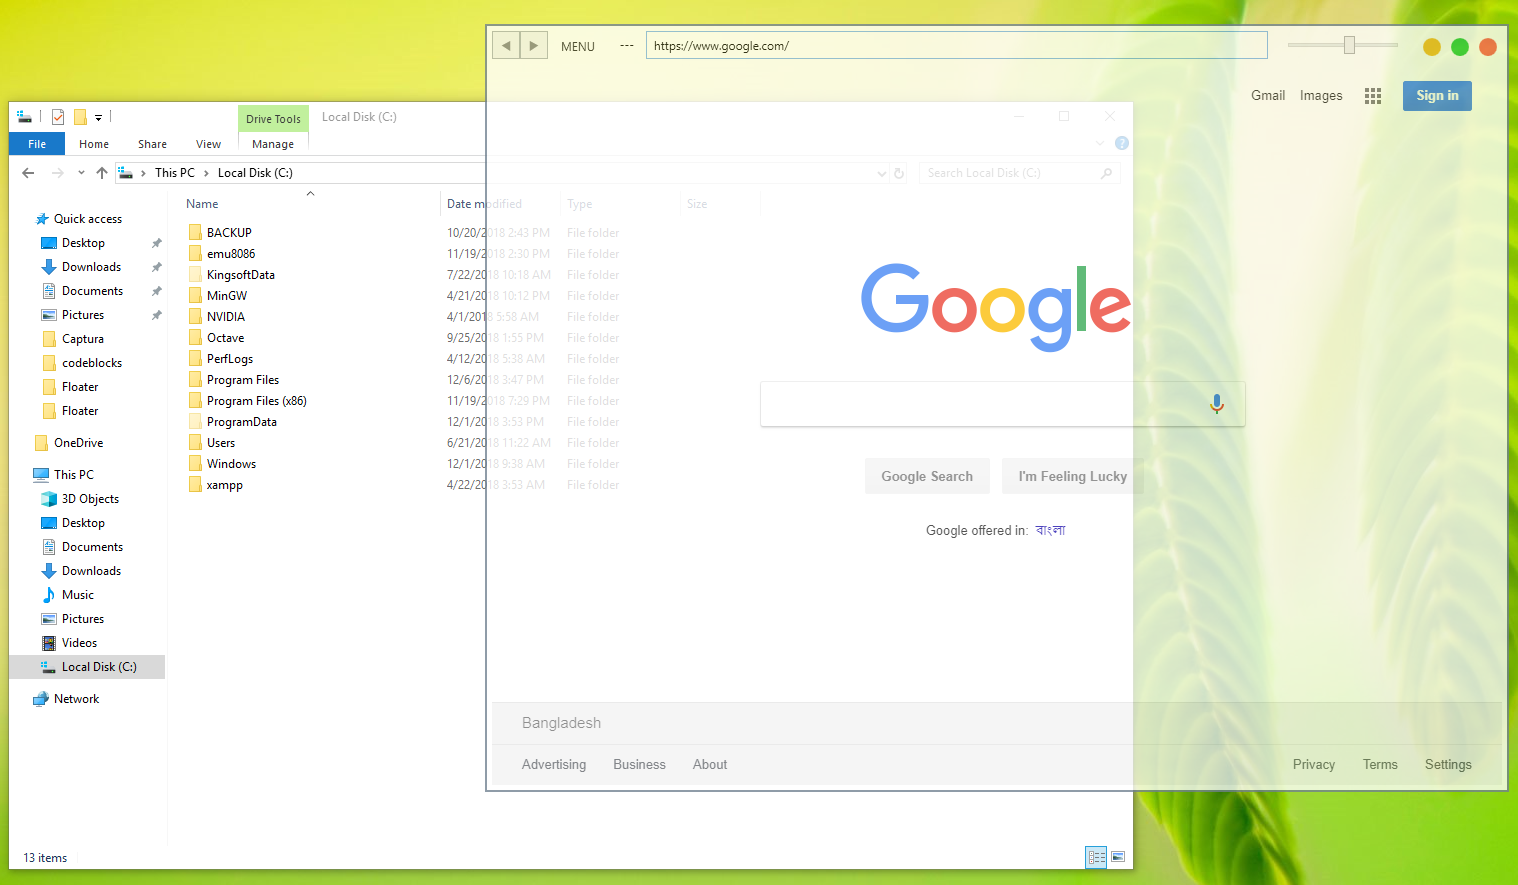 MENU --- https://www.google.com/
Gmail Images Sign in
Drive Tools Local Disk (C:)
File Home Share View Manage
This PC › Local Disk (C:) Search Local Disk (C:)
Name Date modified Type Size
Quick access
Desktop
Downloads
Documents
Pictures
Captura
codeblocks
Floater
Floater
OneDrive
This PC
3D Objects
Desktop
Documents
Downloads
Music
Pictures
Videos
Local Disk (C:)
Network
BACKUP 10/20/2018 2:43 PM File folder
emu8086 11/19/2018 2:30 PM File folder
KingsoftData 7/22/2018 10:18 AM File folder
MinGW 4/21/2018 10:12 PM File folder
NVIDIA 4/1/2018 5:58 AM File folder
Octave 9/25/2018 1:55 PM File folder
PerfLogs 4/12/2018 5:38 AM File folder
Program Files 12/6/2018 3:47 PM File folder
Program Files (x86) 11/19/2018 7:29 PM File folder
ProgramData 12/1/2018 3:53 PM File folder
Users 6/21/2018 11:22 AM File folder
Windows 12/1/2018 9:38 AM File folder
xampp 4/22/2018 3:53 AM File folder
13 items
Google
Google Search I'm Feeling Lucky
Google offered in: বাংলা
Bangladesh
Advertising Business About Privacy Terms Settings